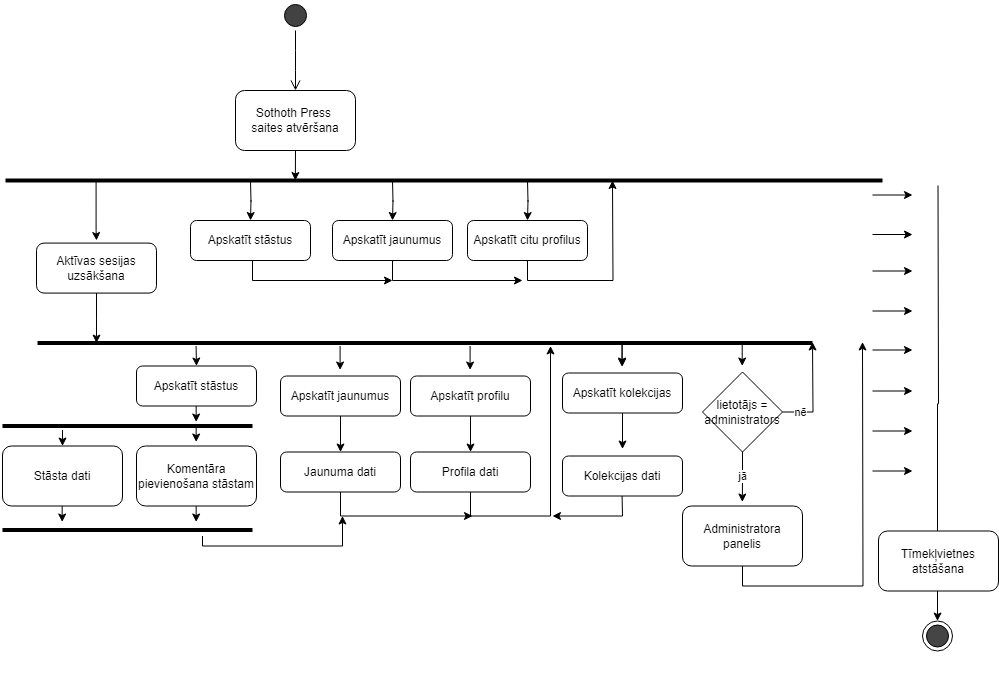 Sothoth Press
saites atvēršana
Apskatīt stāstus
Apskatīt jaunumus
Apskatīt citu profilus
Aktīvas sesijas
uzsākšana
Apskatīt stāstus
Apskatīt jaunumus
Apskatīt profilu
Apskatīt kolekcijas
lietotājs =
administrators
nē
Stāsta dati
Komentāra
pievienošana stāstam
Jaunuma dati
Profila dati
Kolekcijas dati
jā
Administratora
panelis
Tīmekļvietnes
atstāšana